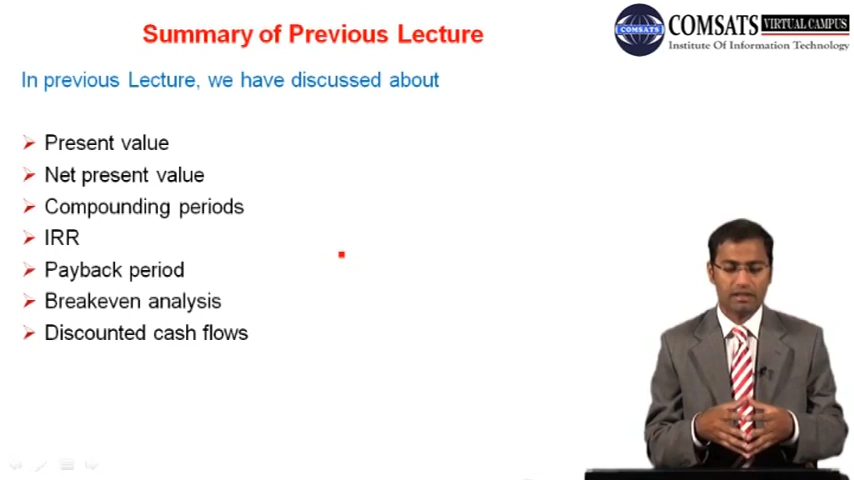 Summary of Previous Lecture
COMSATS
COMSATS VIRTUAL CAMPUS
Institute Of Information Technology
In previous Lecture, we have discussed about
Present value
Net present value
Compounding periods
IRR
Payback period
Breakeven analysis
Discounted cash flows